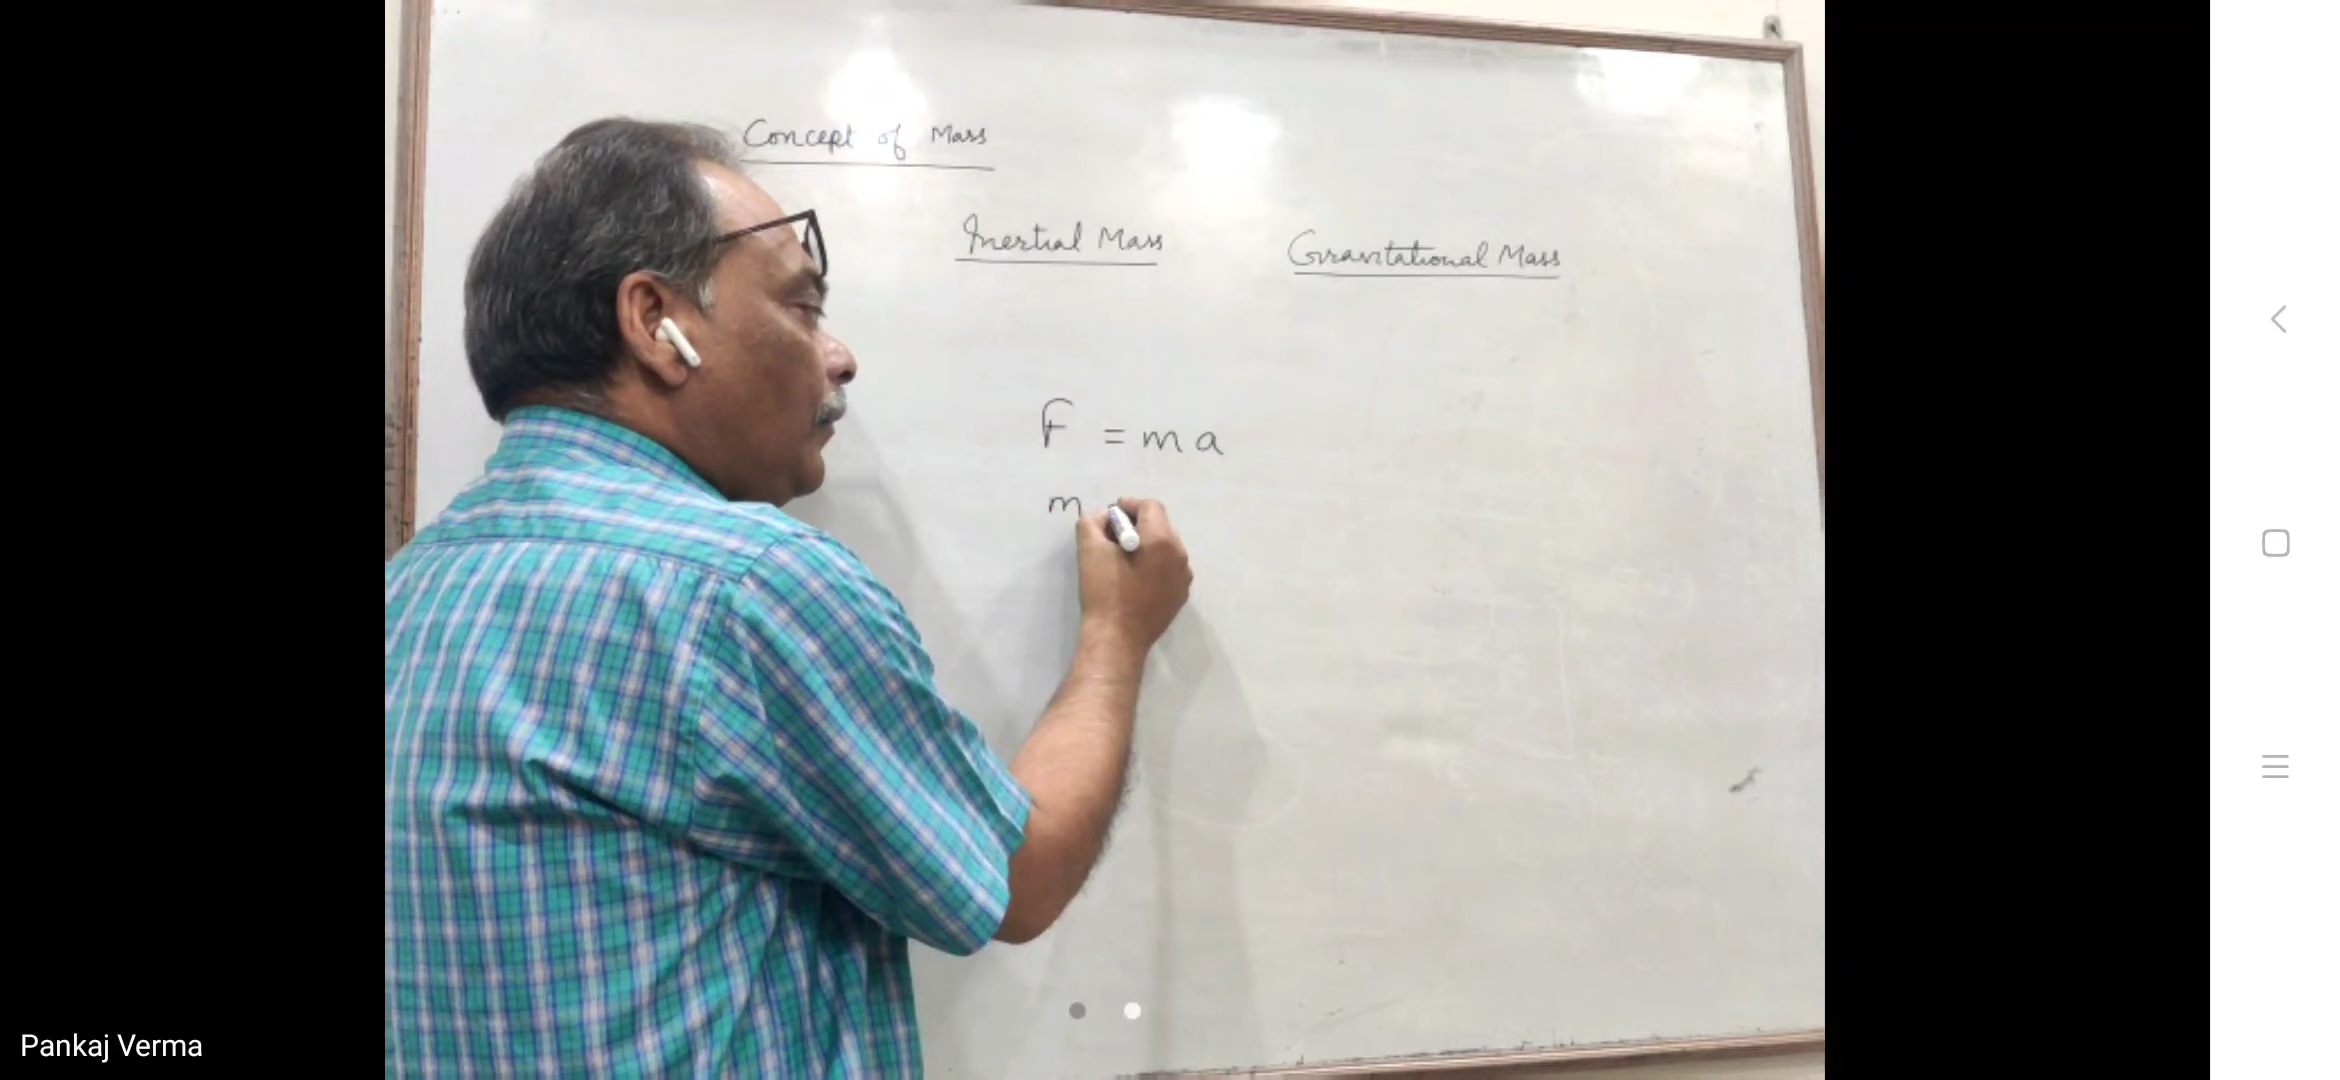 Concept of Mass
Inertial Mass
Gravitational Mass
F = ma
m
Pankaj Verma